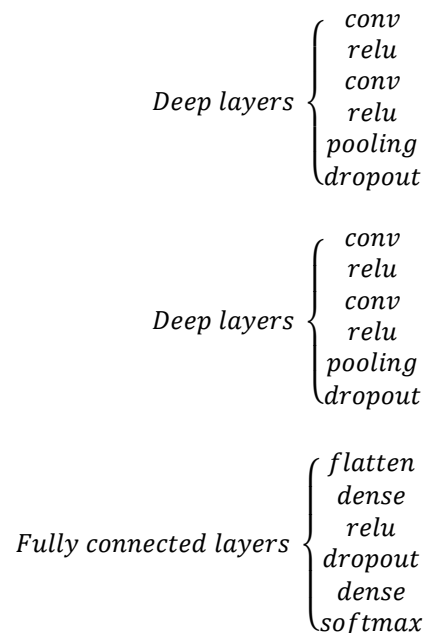 conv
relu
conv
Deep layers
relu
pooling
dropout
conv
relu
conv
Deep layers
relu
pooling
dropout
flatten
dense
relu
Fully connected layers
dropout
dense
softmax